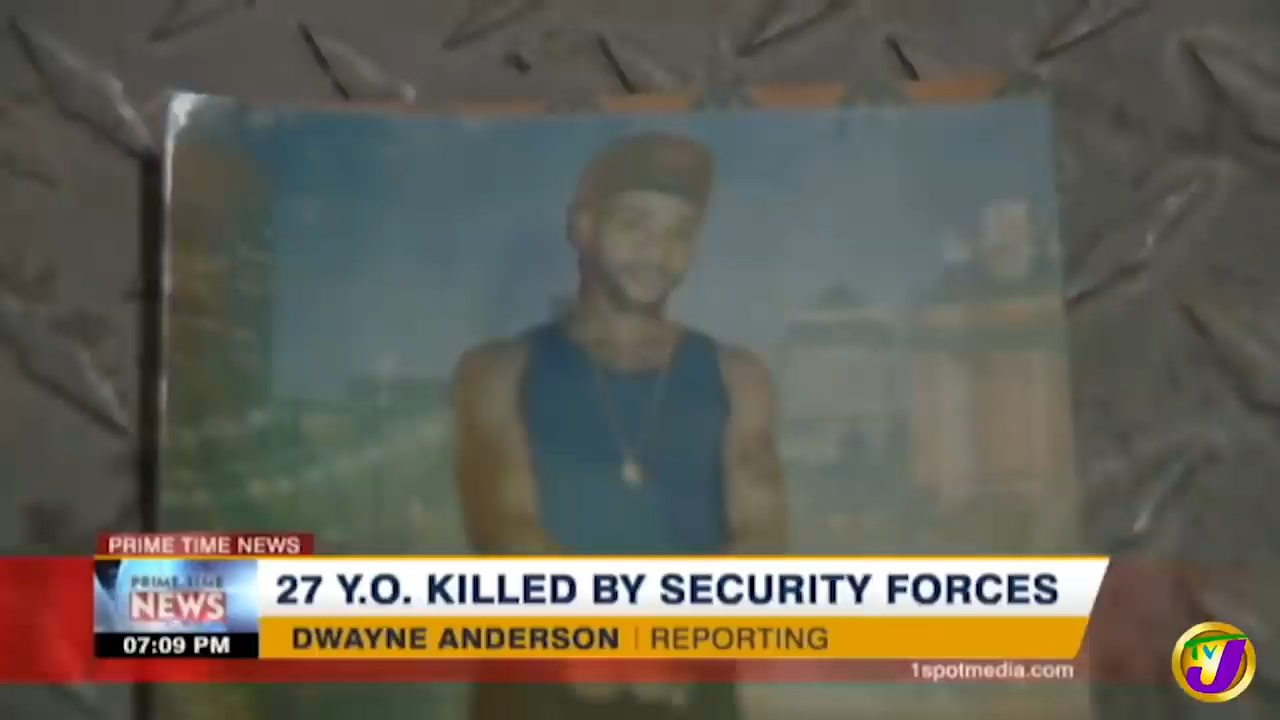 PRIME TIME NEWS
PRIME TIME
NEWS
07:09 PM
27 Y.O. KILLED BY SECURITY FORCES
DWAYNE ANDERSON | REPORTING
1spotmedia.com
TVJ